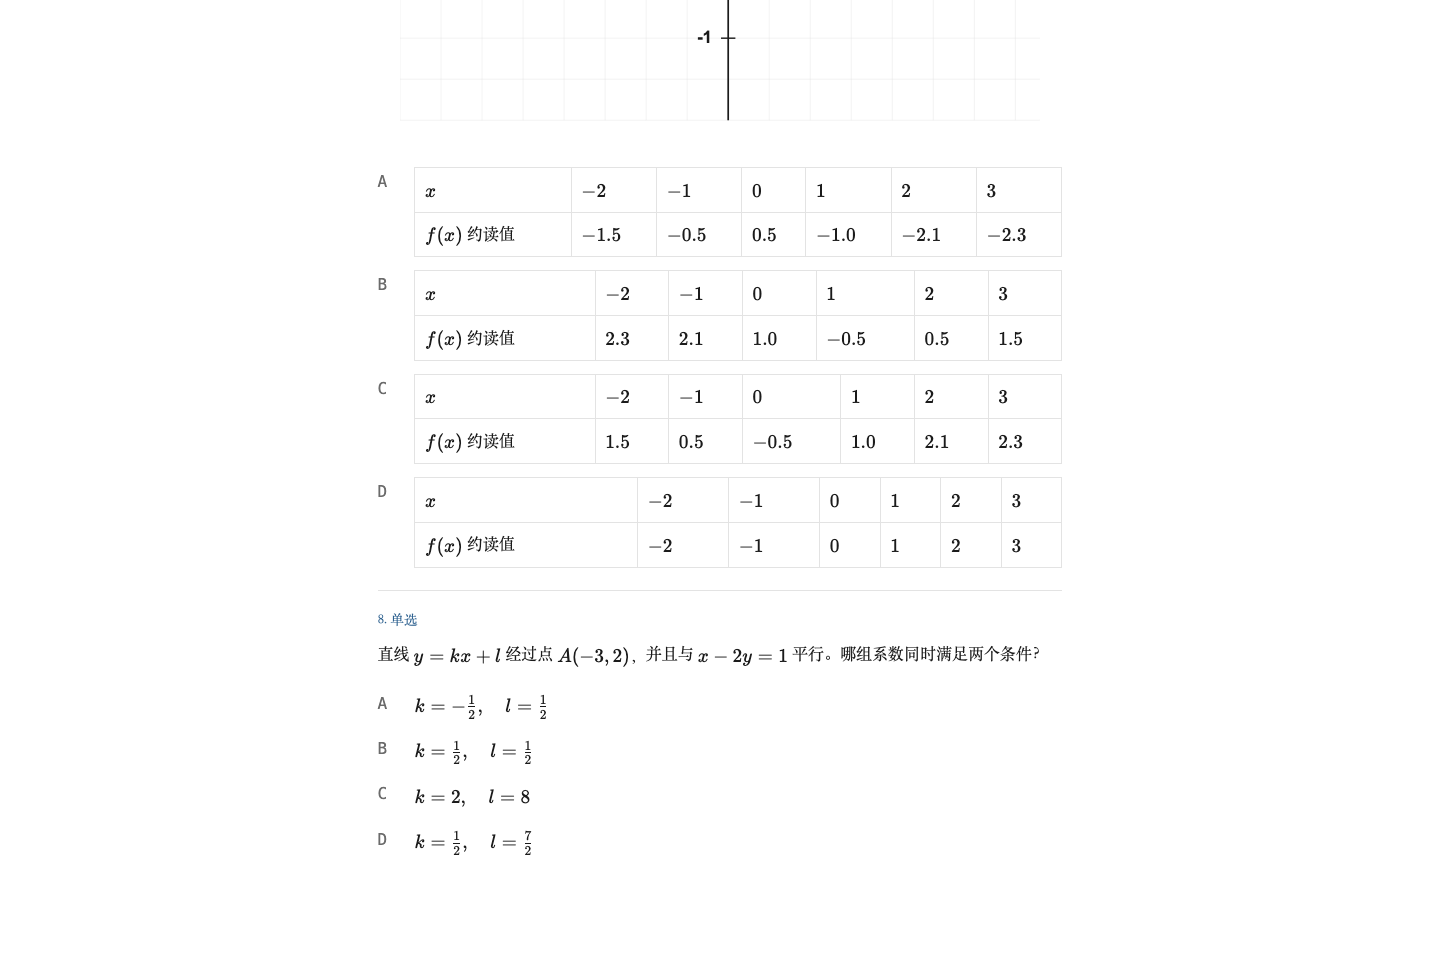 -1
A
x −2 −1 0 1 2 3
f(x) 约读值 −1.5 −0.5 0.5 −1.0 −2.1 −2.3
B
x −2 −1 0 1 2 3
f(x) 约读值 2.3 2.1 1.0 −0.5 0.5 1.5
C
x −2 −1 0 1 2 3
f(x) 约读值 1.5 0.5 −0.5 1.0 2.1 2.3
D
x −2 −1 0 1 2 3
f(x) 约读值 −2 −1 0 1 2 3
8. 单选
直线 y = kx + l 经过点 A(−3, 2)，并且与 x − 2y = 1 平行。哪组系数同时满足两个条件?
A k = −1/2, l = 1/2
B k = 1/2, l = 1/2
C k = 2, l = 8
D k = 1/2, l = 7/2